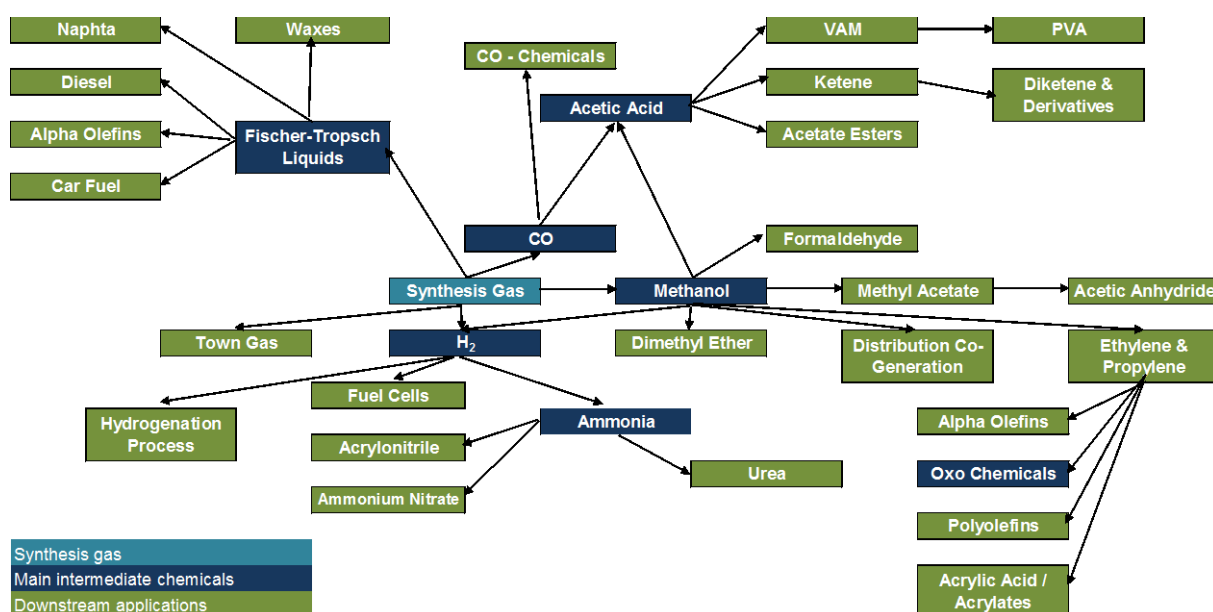 Naphta
Waxes
VAM
PVA
CO - Chemicals
Diesel
Ketene
Diketene &
Derivatives
Acetic Acid
Alpha Olefins
Fischer-Tropsch
Liquids
Acetate Esters
Car Fuel
CO
Formaldehyde
Synthesis Gas
Methanol
Methyl Acetate
Acetic Anhydride
Town Gas
H₂
Dimethyl Ether
Distribution Co-
Generation
Ethylene &
Propylene
Fuel Cells
Hydrogenation
Process
Ammonia
Alpha Olefins
Acrylonitrile
Urea
Oxo Chemicals
Ammonium Nitrate
Polyolefins
Acrylic Acid /
Acrylates
Synthesis gas
Main intermediate chemicals
Downstream applications